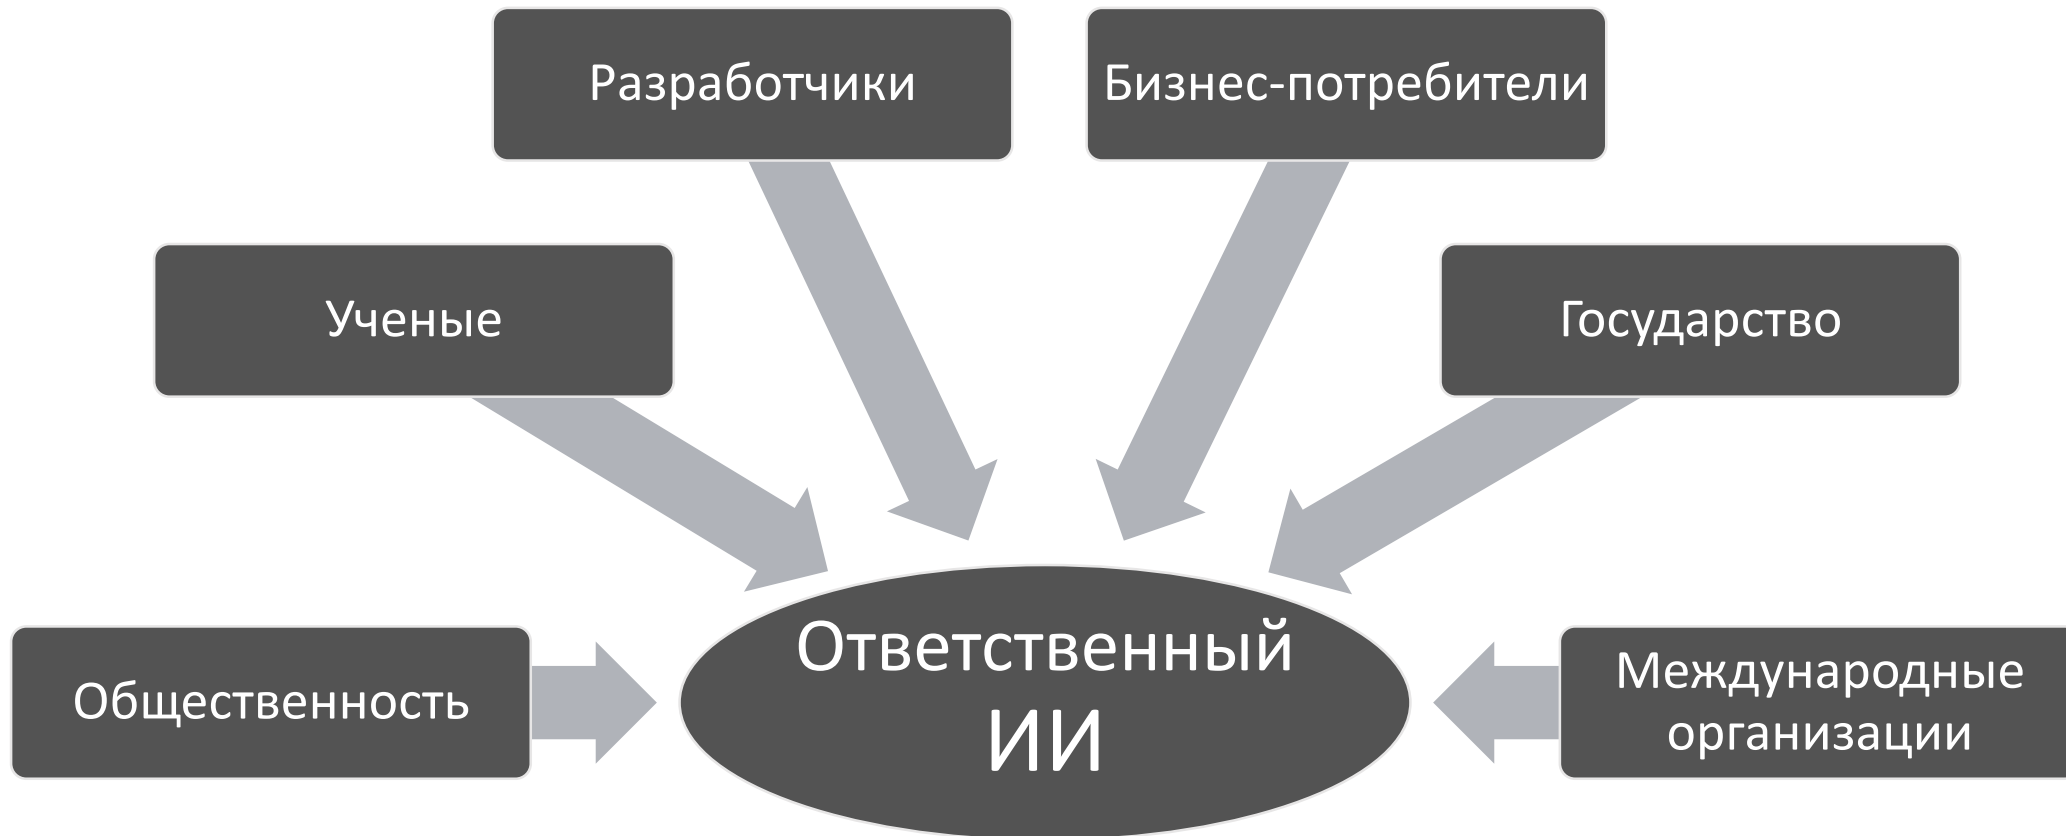 Разработчики
Бизнес-потребители
Ученые
Государство
Общественность
Ответственный
ИИ
Международные
организации